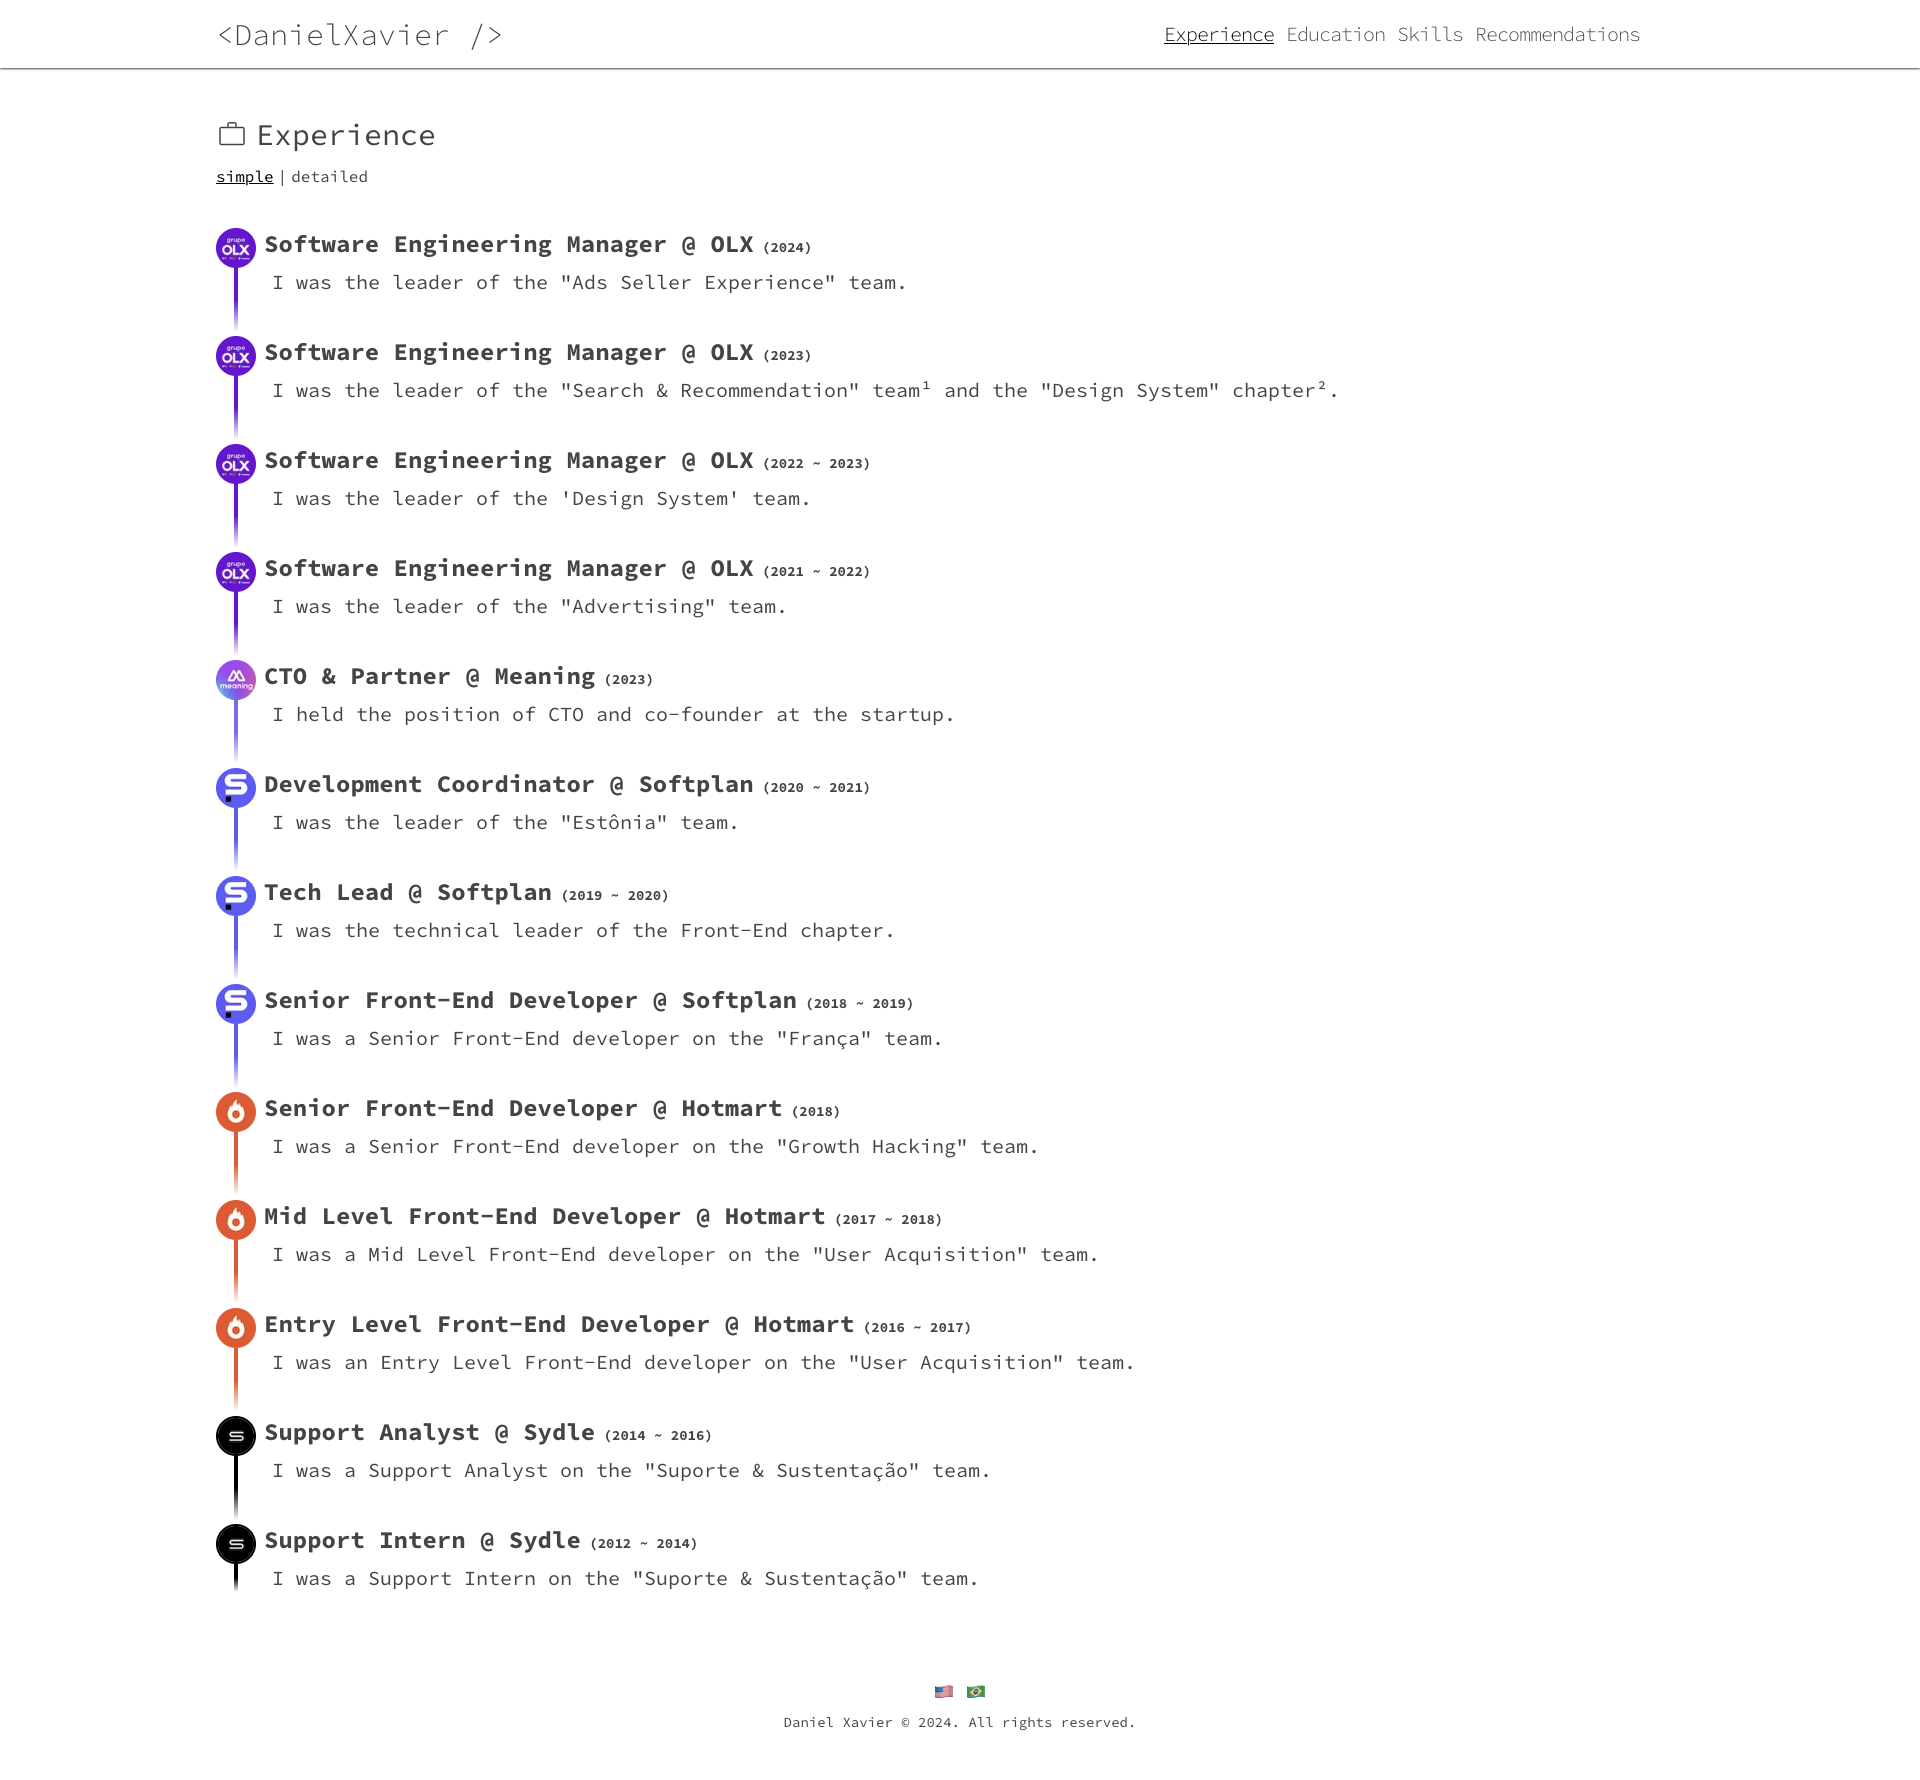 <DanielXavier />
Experience Education Skills Recommendations
Experience
simple | detailed
grupo OLX
Software Engineering Manager @ OLX (2024)
I was the leader of the "Ads Seller Experience" team.
grupo OLX
Software Engineering Manager @ OLX (2023)
I was the leader of the "Search & Recommendation" team¹ and the "Design System" chapter².
grupo OLX
Software Engineering Manager @ OLX (2022 ~ 2023)
I was the leader of the 'Design System' team.
grupo OLX
Software Engineering Manager @ OLX (2021 ~ 2022)
I was the leader of the "Advertising" team.
meaning
CTO & Partner @ Meaning (2023)
I held the position of CTO and co-founder at the startup.
Development Coordinator @ Softplan (2020 ~ 2021)
I was the leader of the "Estônia" team.
Tech Lead @ Softplan (2019 ~ 2020)
I was the technical leader of the Front-End chapter.
Senior Front-End Developer @ Softplan (2018 ~ 2019)
I was a Senior Front-End developer on the "França" team.
Senior Front-End Developer @ Hotmart (2018)
I was a Senior Front-End developer on the "Growth Hacking" team.
Mid Level Front-End Developer @ Hotmart (2017 ~ 2018)
I was a Mid Level Front-End developer on the "User Acquisition" team.
Entry Level Front-End Developer @ Hotmart (2016 ~ 2017)
I was an Entry Level Front-End developer on the "User Acquisition" team.
Support Analyst @ Sydle (2014 ~ 2016)
I was a Support Analyst on the "Suporte & Sustentação" team.
Support Intern @ Sydle (2012 ~ 2014)
I was a Support Intern on the "Suporte & Sustentação" team.
Daniel Xavier © 2024. All rights reserved.